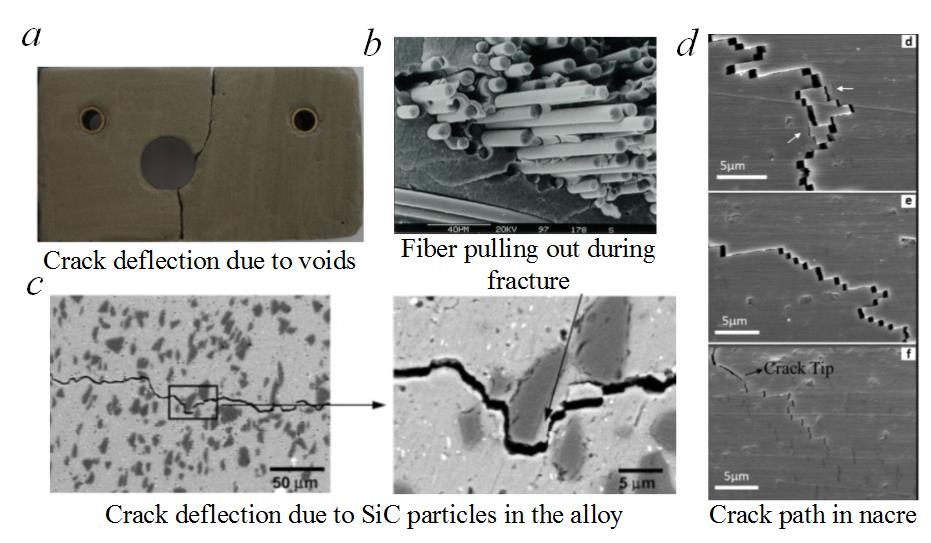 a
b
d
Crack deflection due to voids
40µM 20KV 97 178 S
Fiber pulling out during
fracture
c
50 µm
5 µm
Crack deflection due to SiC particles in the alloy
d
5µm
e
5µm
f
Crack Tip
5µm
Crack path in nacre